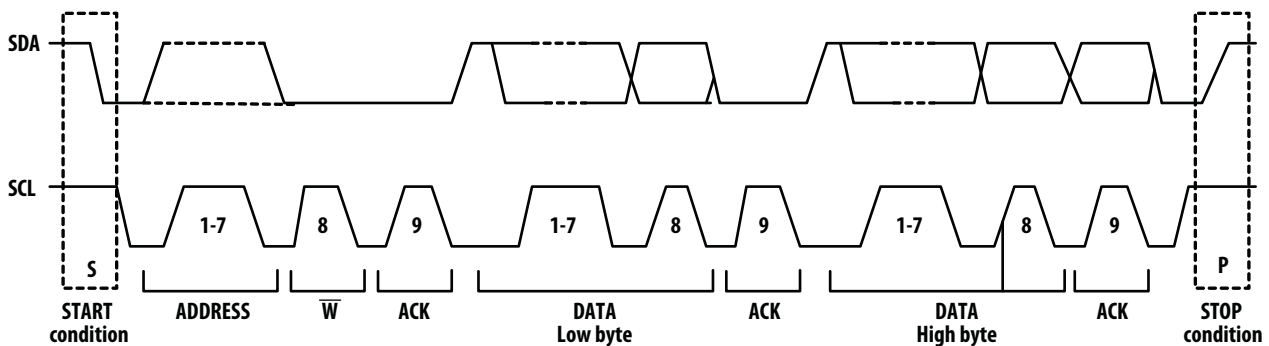 SDA
SCL
1-7
8
9
1-7
8
9
1-7
8
9
S
P
START
condition
ADDRESS
W̅
ACK
DATA
Low byte
ACK
DATA
High byte
ACK
STOP
condition